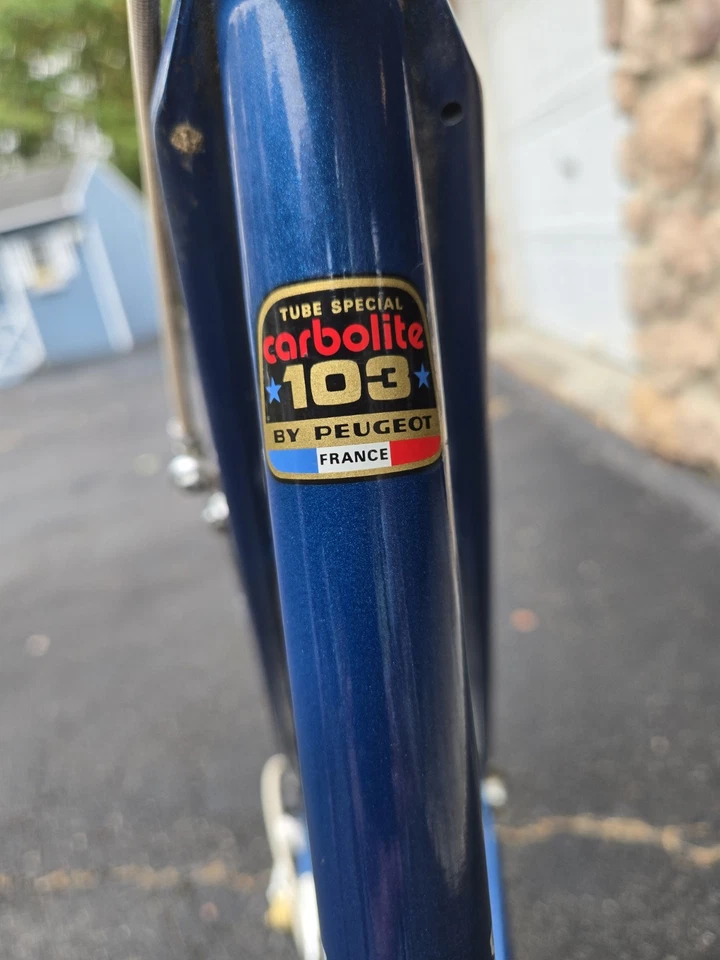 TUBE SPECIAL
carbolite
103
BY PEUGEOT
FRANCE